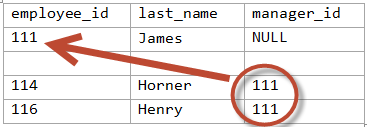 employee_id last_name manager_id
111 James NULL
114 Horner 111
116 Henry 111